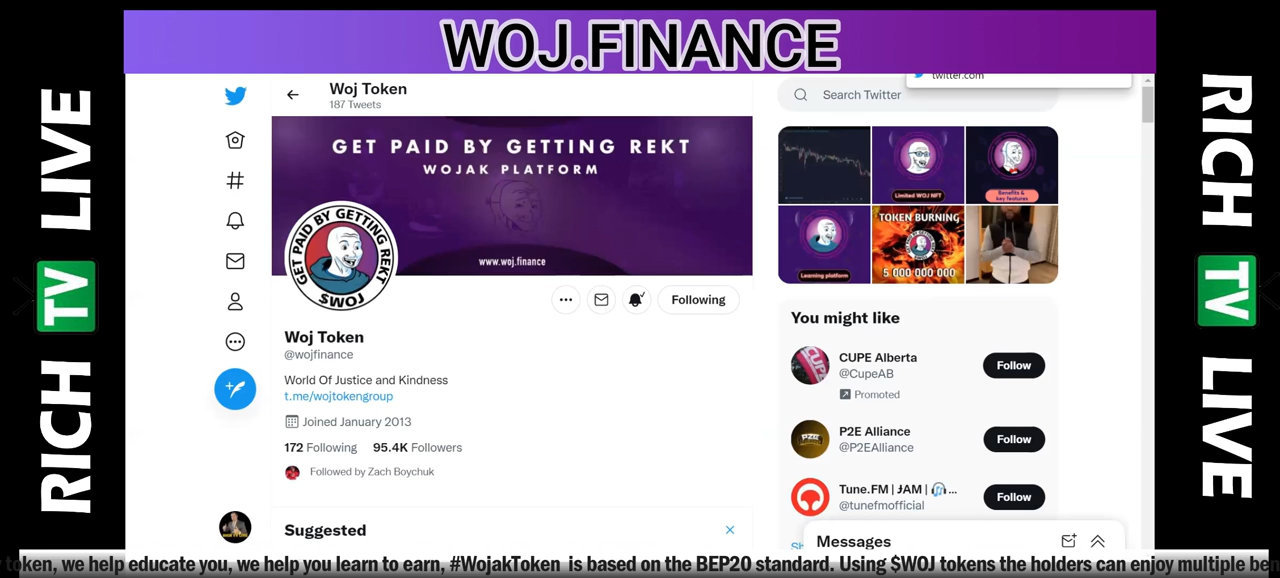 WOJ.FINANCE
RICH TV LIVE
Woj Token
187 Tweets
twitter.com
Search Twitter
GET PAID BY GETTING REKT
WOJAK PLATFORM
www.woj.finance
GET PAID BY GETTING REKT
$WOJ
Limited WOJ NFT
Benefits &
key features
Learning platform
TOKEN BURNING
5 000 000 000
Following
Woj Token
@wojfinance
World Of Justice and Kindness
t.me/wojtokengroup
Joined January 2013
172 Following 95.4K Followers
Followed by Zach Boychuk
Suggested
You might like
CUPE Alberta
@CupeAB
Follow
Promoted
P2E Alliance
@P2EAlliance
Follow
Tune.FM | JAM | 🎧...
@tunefmofficial
Follow
Messages
RICH TV LIVE
token, we help educate you, we help you learn to earn, #WojakToken is based on the BEP20 standard. Using $WOJ tokens the holders can enjoy multiple be